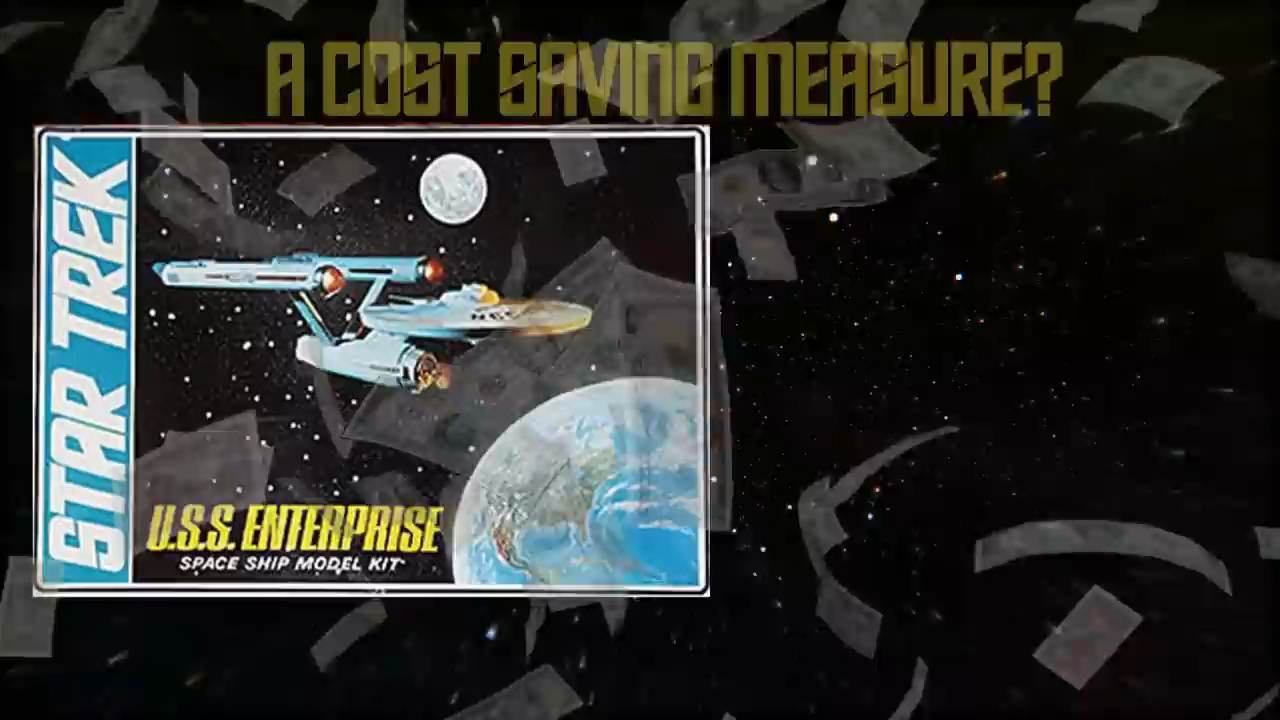 A COST SAVING MEASURE?
STAR TREK
U.S.S. ENTERPRISE
SPACE SHIP MODEL KIT